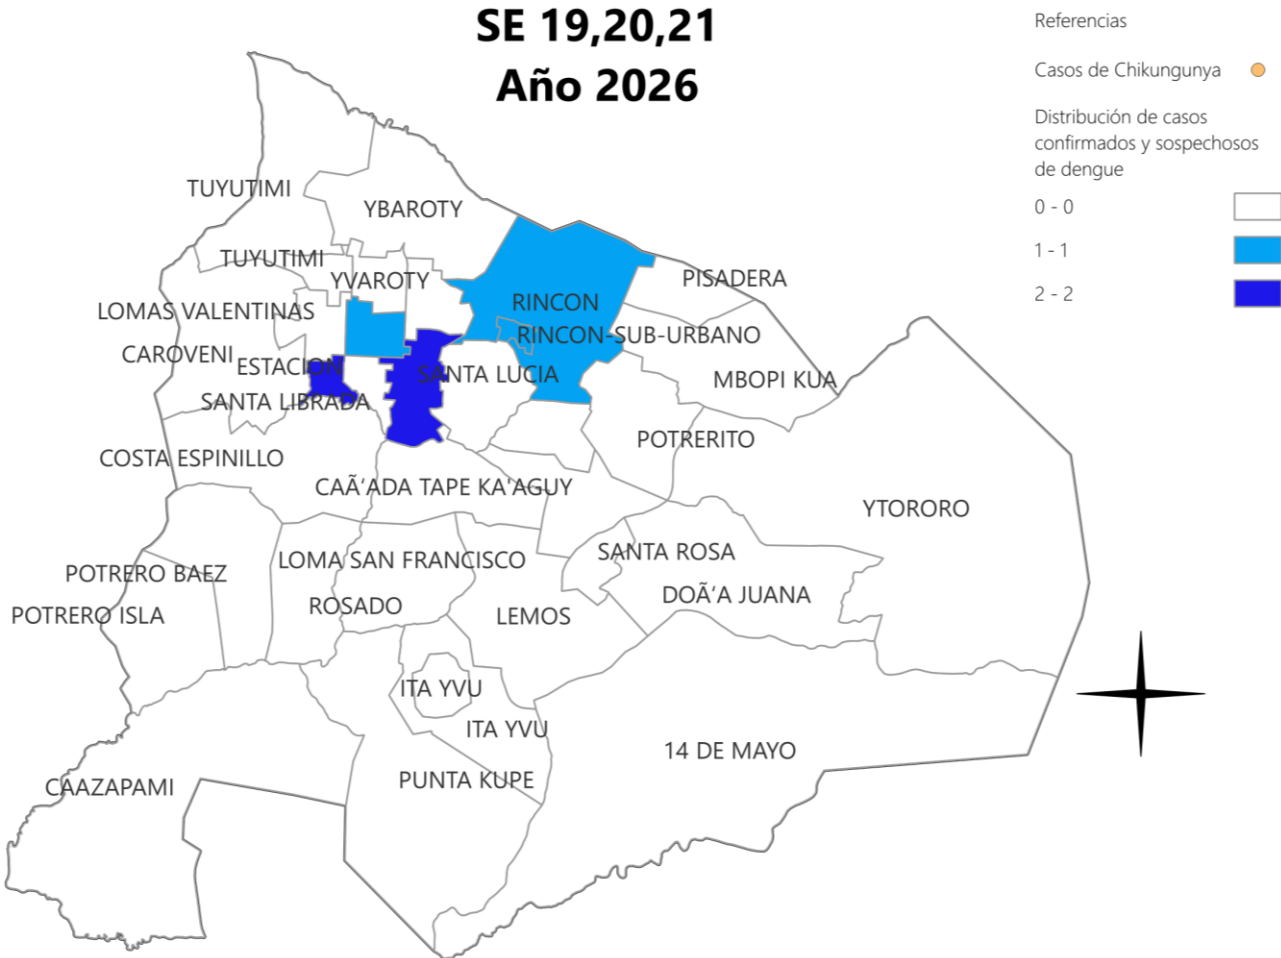 SE 19,20,21
Año 2026
Referencias
Casos de Chikungunya
Distribución de casos
confirmados y sospechosos
de dengue
0 - 0
1 - 1
2 - 2
TUYUTIMI
YBAROTY
TUYUTIMI
YVAROTY
PISADERA
LOMAS VALENTINAS
RINCON
RINCON-SUB-URBANO
CAROVENI
ESTACION
SANTA LUCIA
MBOPI KUA
SANTA LIBRADA
POTRERITO
COSTA ESPINILLO
CAÃ‘ADA TAPE KA'AGUY
YTORORO
SANTA ROSA
LOMA SAN FRANCISCO
POTRERO BAEZ
DOÃ‘A JUANA
ROSADO
POTRERO ISLA
LEMOS
ITA YVU
ITA YVU
14 DE MAYO
CAAZAPAMI
PUNTA KUPE